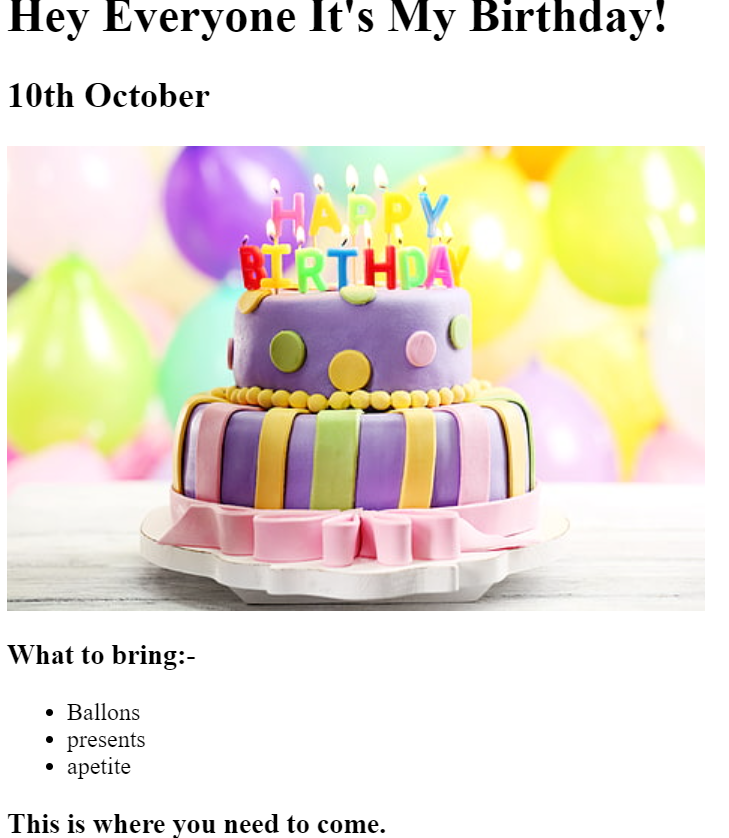 Hey Everyone It's My Birthday!
10th October
HAPPY
BIRTHDAY
What to bring:-
Ballons
presents
apetite
This is where you need to come.